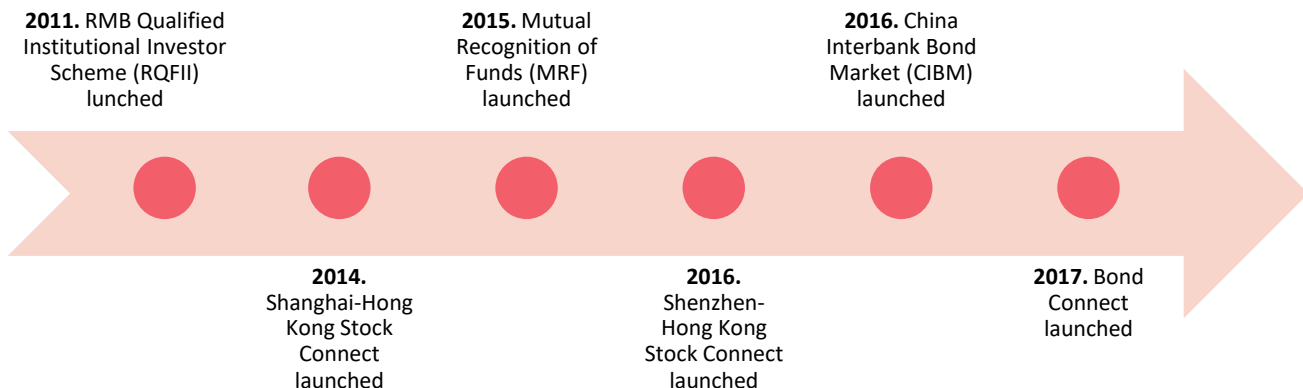 2011. RMB Qualified
Institutional Investor
Scheme (RQFII)
lunched
2014.
Shanghai-Hong
Kong Stock
Connect
launched
2015. Mutual
Recognition of
Funds (MRF)
launched
2016.
Shenzhen-
Hong Kong
Stock Connect
launched
2016. China
Interbank Bond
Market (CIBM)
launched
2017. Bond
Connect
launched